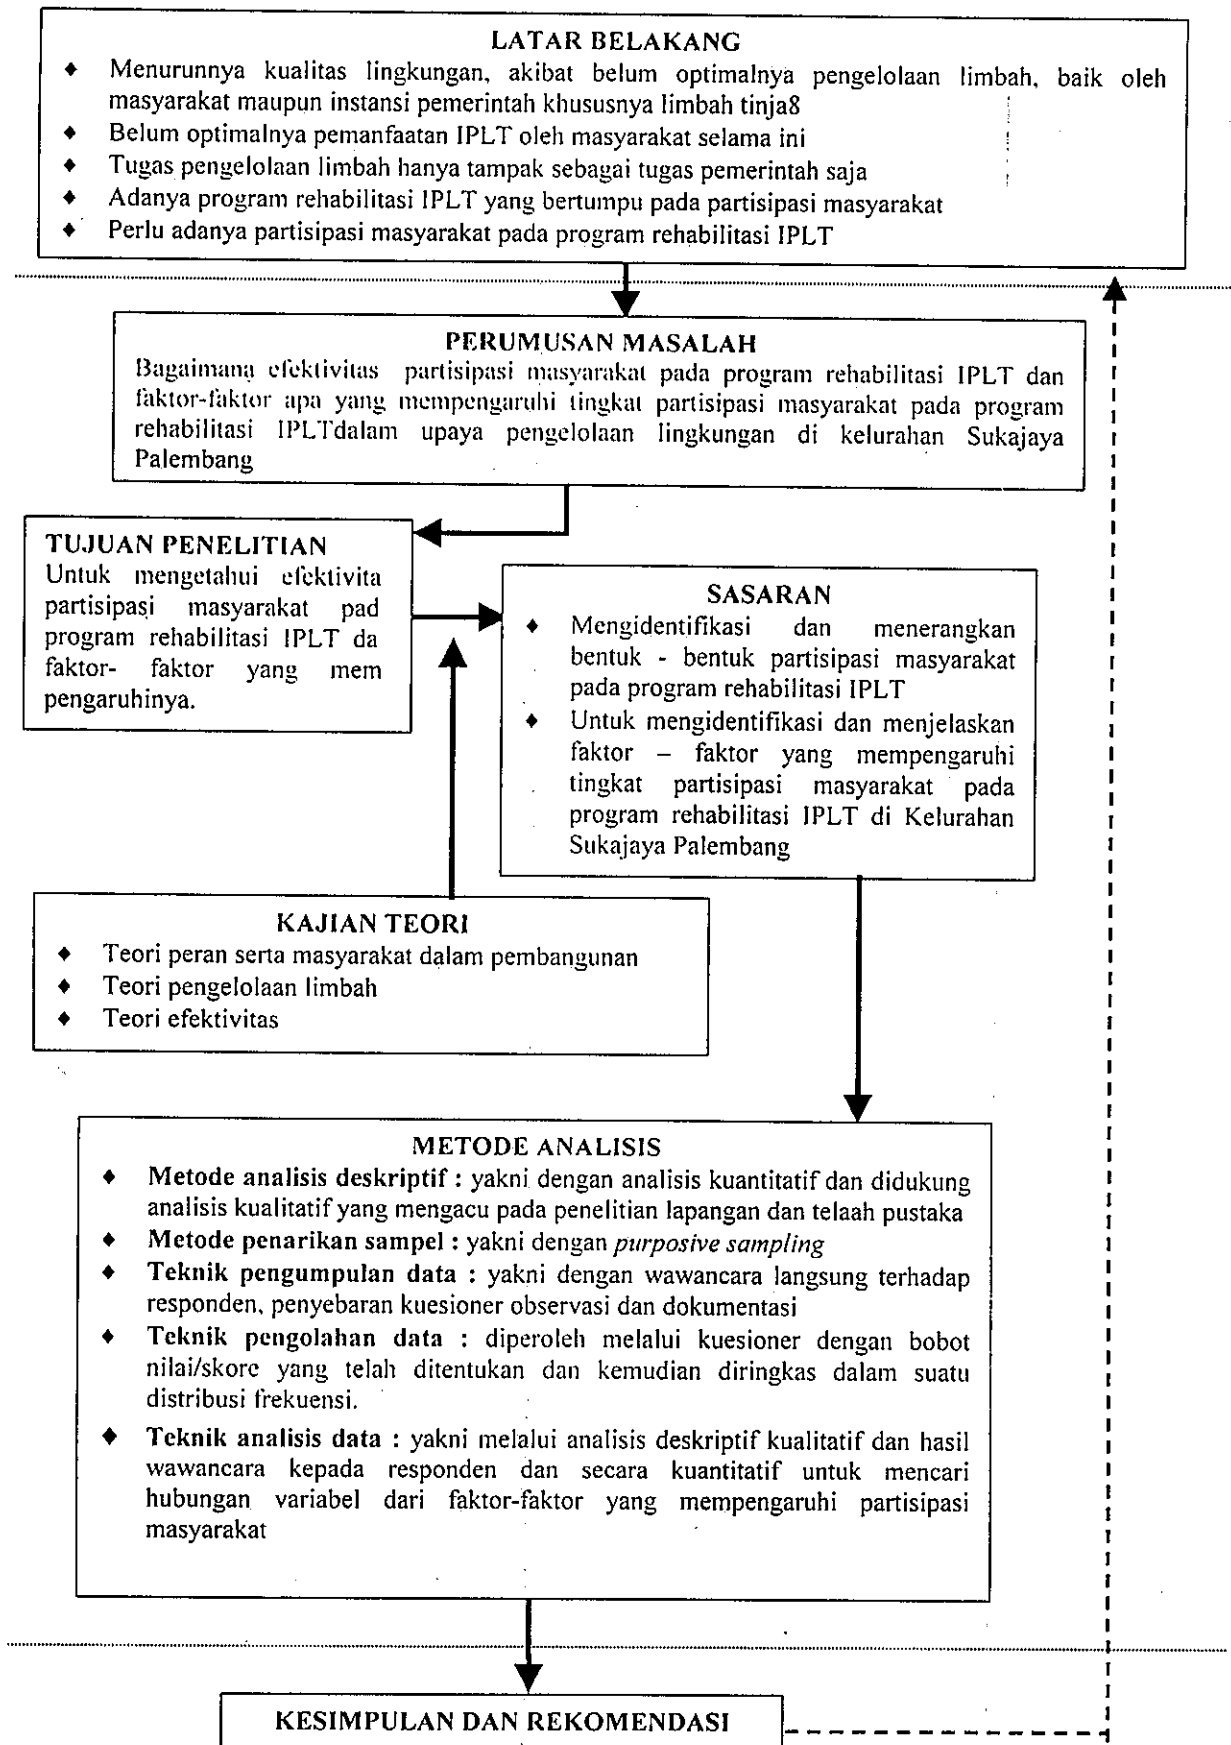 LATAR BELAKANG
♦ Menurunnya kualitas lingkungan, akibat belum optimalnya pengelolaan limbah, baik oleh
masyarakat maupun instansi pemerintah khususnya limbah tinja8
♦ Belum optimalnya pemanfaatan IPLT oleh masyarakat selama ini
♦ Tugas pengelolaan limbah hanya tampak sebagai tugas pemerintah saja
♦ Adanya program rehabilitasi IPLT yang bertumpu pada partisipasi masyarakat
♦ Perlu adanya partisipasi masyarakat pada program rehabilitasi IPLT
PERUMUSAN MASALAH
Bagaimana efektivitas partisipasi masyarakat pada program rehabilitasi IPLT dan
faktor-faktor apa yang mempengaruhi tingkat partisipasi masyarakat pada program
rehabilitasi IPLTdalam upaya pengelolaan lingkungan di kelurahan Sukajaya
Palembang
TUJUAN PENELITIAN
Untuk mengetahui efektivita
partisipasi masyarakat pad
program rehabilitasi IPLT da
faktor- faktor yang mem
pengaruhinya.
SASARAN
♦ Mengidentifikasi dan menerangkan
bentuk - bentuk partisipasi masyarakat
pada program rehabilitasi IPLT
♦ Untuk mengidentifikasi dan menjelaskan
faktor – faktor yang mempengaruhi
tingkat partisipasi masyarakat pada
program rehabilitasi IPLT di Kelurahan
Sukajaya Palembang
KAJIAN TEORI
♦ Teori peran serta masyarakat dalam pembangunan
♦ Teori pengelolaan limbah
♦ Teori efektivitas
METODE ANALISIS
♦ Metode analisis deskriptif : yakni dengan analisis kuantitatif dan didukung
analisis kualitatif yang mengacu pada penelitian lapangan dan telaah pustaka
♦ Metode penarikan sampel : yakni dengan purposive sampling
♦ Teknik pengumpulan data : yakni dengan wawancara langsung terhadap
responden, penyebaran kuesioner observasi dan dokumentasi
♦ Teknik pengolahan data : diperoleh melalui kuesioner dengan bobot
nilai/skore yang telah ditentukan dan kemudian diringkas dalam suatu
distribusi frekuensi.
♦ Teknik analisis data : yakni melalui analisis deskriptif kualitatif dan hasil
wawancara kepada responden dan secara kuantitatif untuk mencari
hubungan variabel dari faktor-faktor yang mempengaruhi partisipasi
masyarakat
KESIMPULAN DAN REKOMENDASI